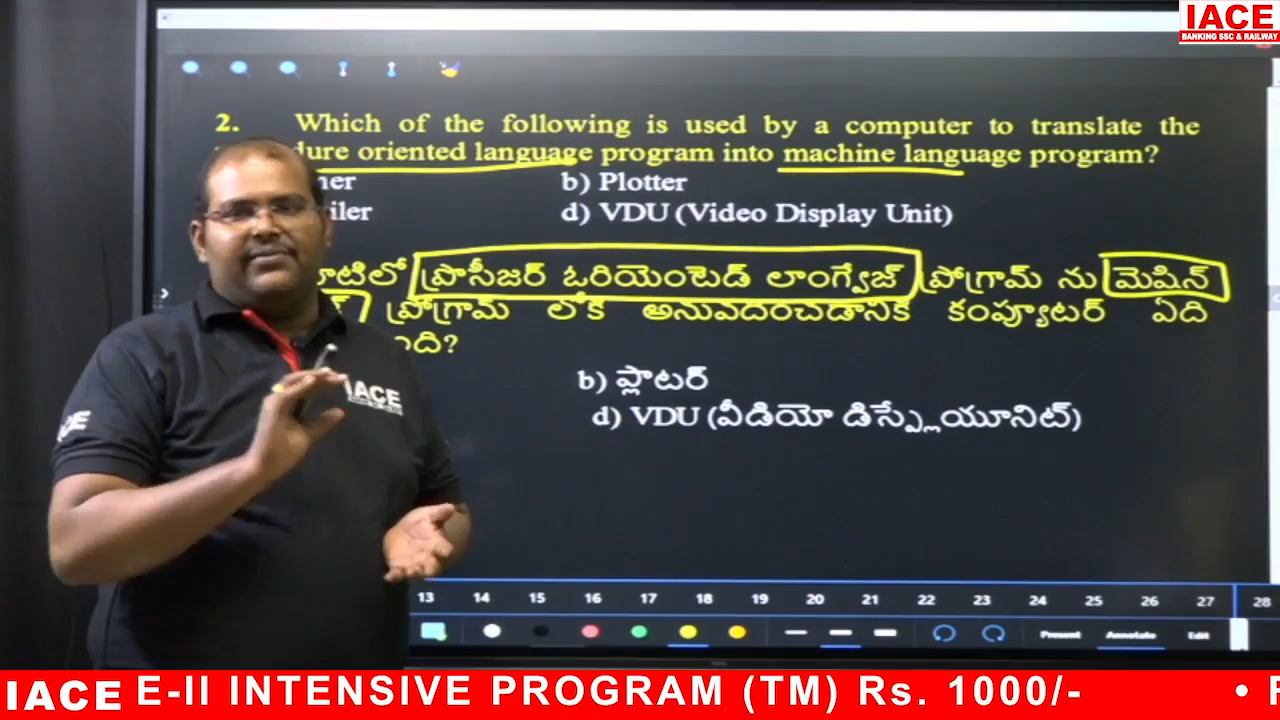 IACE
BANKING SSC & RAILWAY
2. Which of the following is used by a computer to translate the
dure oriented language program into machine language program?
ner b) Plotter
iler d) VDU (Video Display Unit)
టిలో ప్రొసీజర్ ఓరియెంటెడ్ లాంగ్వేజ్ ప్రోగ్రామ్ ను మెషిన్
ప్రోగ్రామ్ లోకి అనువదించడానికి కంప్యూటర్ ఏది
ది?
b) ప్లాటర్
d) VDU (వీడియో డిస్ప్లేయూనిట్)
IACE
ACE
13 14 15 16 17 18 19 20 21 22 23 24 25 26 27 28
Present Annotate Edit
IACE E-II INTENSIVE PROGRAM (TM) Rs. 1000/- • F